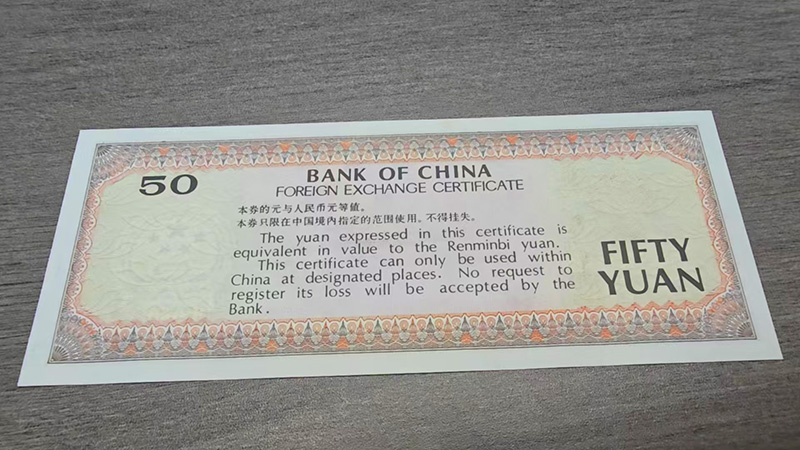 50
BANK OF CHINA
FOREIGN EXCHANGE CERTIFICATE
本券的元与人民币元等值。
本券只限在中国境内指定的范围使用。不得挂失。
The yuan expressed in this certificate is
equivalent in value to the Renminbi yuan.
This certificate can only be used within
China at designated places. No request to
register its loss will be accepted by the
Bank.
FIFTY
YUAN